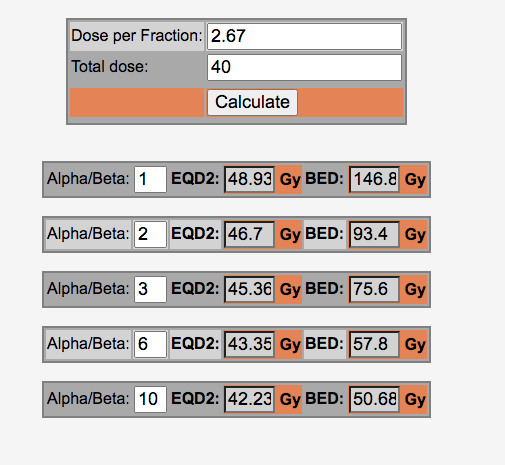 Dose per Fraction: 2.67
Total dose: 40
Calculate
Alpha/Beta: 1 EQD2: 48.93 Gy BED: 146.8
Gy
Alpha/Beta: 2 EQD2: 46.7 Gy BED: 93.4 Gy
Alpha/Beta: 3 EQD2: 45.36 Gy BED: 75.6 Gy
Alpha/Beta: 6 EQD2: 43.35 Gy BED: 57.8 Gy
Alpha/Beta: 10 EQD2: 42.23 Gy BED: 50.68 Gy